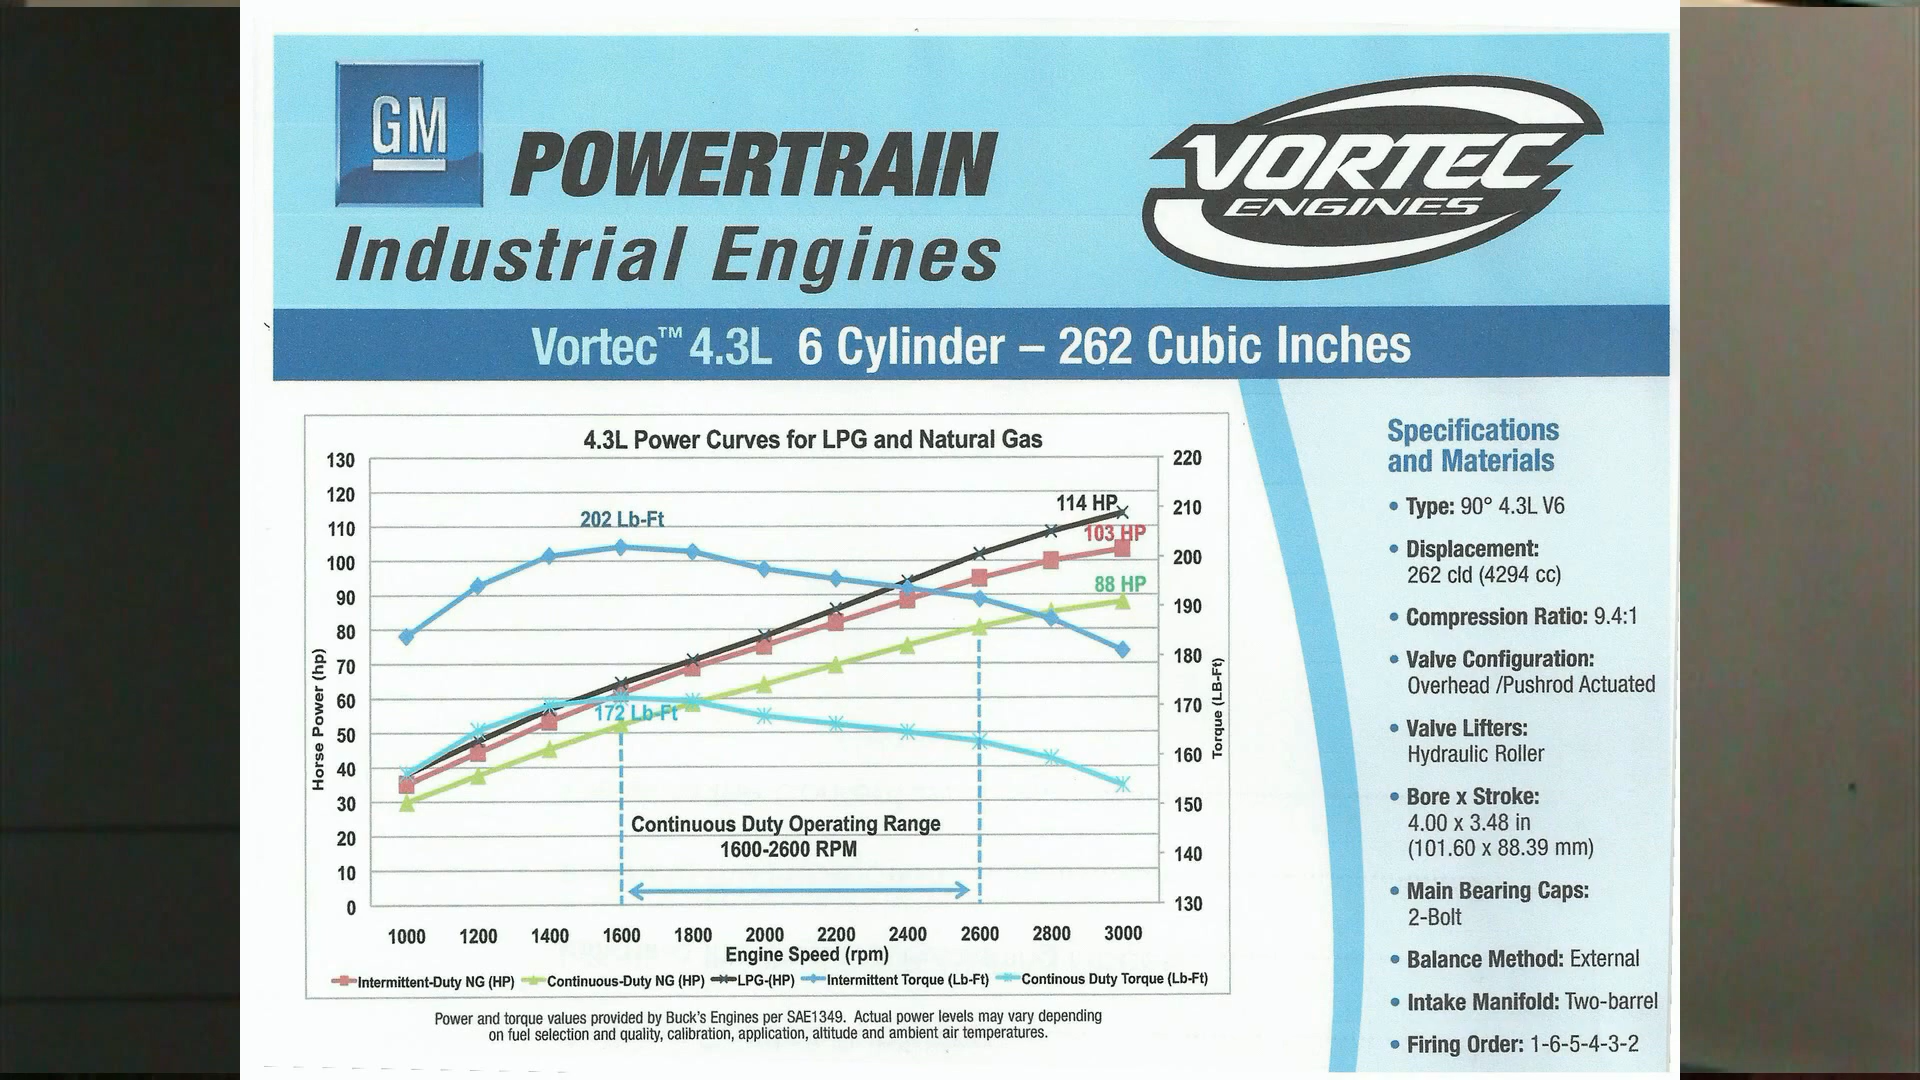 GM
POWERTRAIN
Industrial Engines
VORTEC
ENGINES
Vortec™ 4.3L 6 Cylinder – 262 Cubic Inches
4.3L Power Curves for LPG and Natural Gas
130
120
110
100
90
80
70
60
50
40
30
20
10
0
Horse Power (hp)
220
210
200
190
180
170
160
150
140
130
Torque (LB-Ft)
202 Lb-Ft
114 HP
103 HP
88 HP
172 Lb-Ft
Continuous Duty Operating Range
1600-2600 RPM
1000 1200 1400 1600 1800 2000 2200 2400 2600 2800 3000
Engine Speed (rpm)
Intermittent-Duty NG (HP) Continuous-Duty NG (HP) LPG-(HP) Intermittent Torque (Lb-Ft) Continous Duty Torque (Lb-Ft)
Power and torque values provided by Buck's Engines per SAE1349. Actual power levels may vary depending
on fuel selection and quality, calibration, application, altitude and ambient air temperatures.
Specifications
and Materials
• Type: 90° 4.3L V6
• Displacement:
262 cld (4294 cc)
• Compression Ratio: 9.4:1
• Valve Configuration:
Overhead /Pushrod Actuated
• Valve Lifters:
Hydraulic Roller
• Bore x Stroke:
4.00 x 3.48 in
(101.60 x 88.39 mm)
• Main Bearing Caps:
2-Bolt
• Balance Method: External
• Intake Manifold: Two-barrel
• Firing Order: 1-6-5-4-3-2